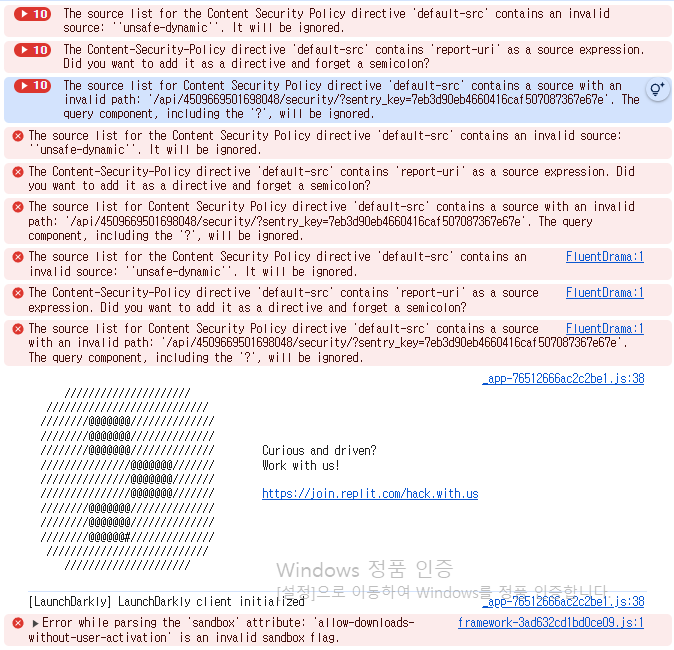 10 The source list for the Content Security Policy directive 'default-src' contains an invalid
source: ''unsafe-dynamic''. It will be ignored.
10 The Content-Security-Policy directive 'default-src' contains 'report-uri' as a source expression.
Did you want to add it as a directive and forget a semicolon?
10 The source list for Content Security Policy directive 'default-src' contains a source with an
invalid path: '/api/4509669501698048/security/?sentry_key=7eb3d90eb4660416caf507087367e67e'. The
query component, including the '?', will be ignored.
The source list for the Content Security Policy directive 'default-src' contains an invalid source:
''unsafe-dynamic''. It will be ignored.
The Content-Security-Policy directive 'default-src' contains 'report-uri' as a source expression. Did
you want to add it as a directive and forget a semicolon?
The source list for Content Security Policy directive 'default-src' contains a source with an invalid
path: '/api/4509669501698048/security/?sentry_key=7eb3d90eb4660416caf507087367e67e'. The query
component, including the '?', will be ignored.
The source list for the Content Security Policy directive 'default-src' contains an FluentDrama:1
invalid source: ''unsafe-dynamic''. It will be ignored.
The Content-Security-Policy directive 'default-src' contains 'report-uri' as a source FluentDrama:1
expression. Did you want to add it as a directive and forget a semicolon?
The source list for Content Security Policy directive 'default-src' contains a source FluentDrama:1
with an invalid path: '/api/4509669501698048/security/?sentry_key=7eb3d90eb4660416caf507087367e67e'.
The query component, including the '?', will be ignored.
_app-76512666ac2c2be1.js:38
/////////////////////
///////////////////////////
////////@@@@@@@//////////////
////////@@@@@@@//////////////
////////@@@@@@@////////////// Curious and driven?
///////////////@@@@@@@/////// Work with us!
///////////////@@@@@@@///////
///////////////@@@@@@@/////// https://join.replit.com/hack.with.us
////////@@@@@@@//////////////
////////@@@@@@@//////////////
////////@@@@@@#//////////////
///////////////////////////
/////////////////////
Windows 정품 인증
[설정]으로 이동하여 Windows를 정품 인증합니다.
[LaunchDarkly] LaunchDarkly client initialized _app-76512666ac2c2be1.js:38
Error while parsing the 'sandbox' attribute: 'allow-downloads- framework-3ad632cd1bd0ce09.js:1
without-user-activation' is an invalid sandbox flag.